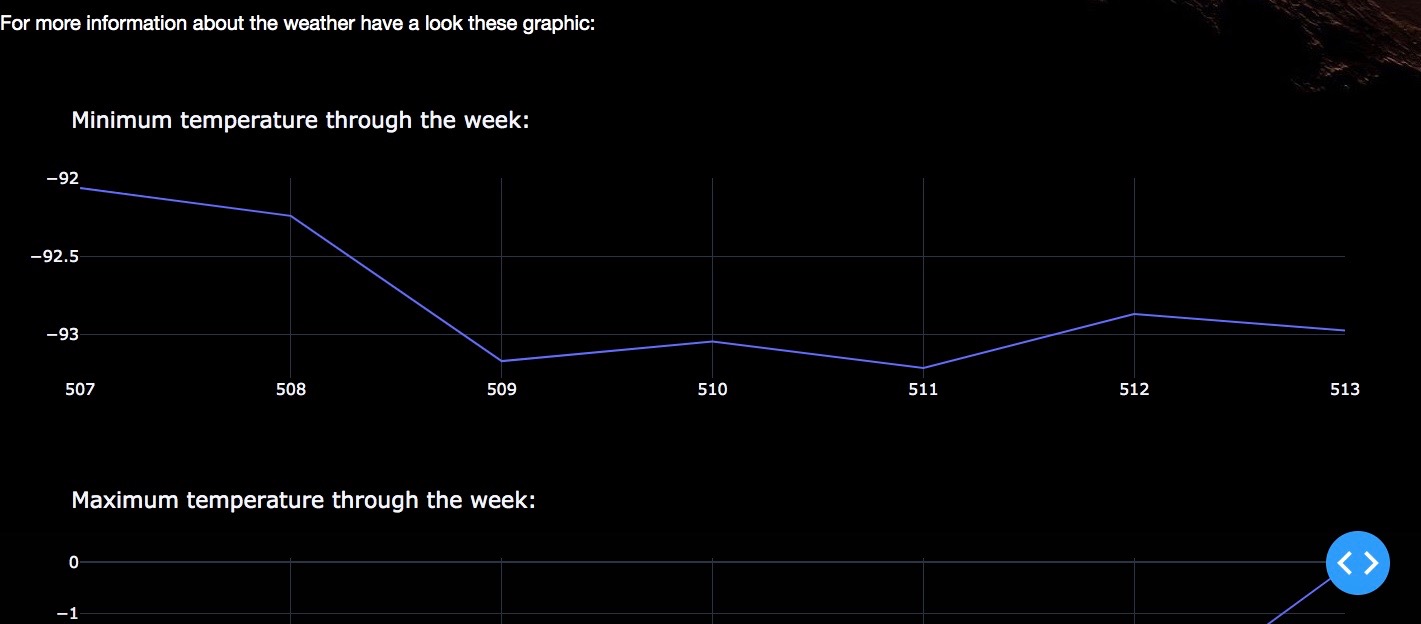 For more information about the weather have a look these graphic:
Minimum temperature through the week:
−92
−92.5
−93
507 508 509 510 511 512 513
Maximum temperature through the week:
0
−1